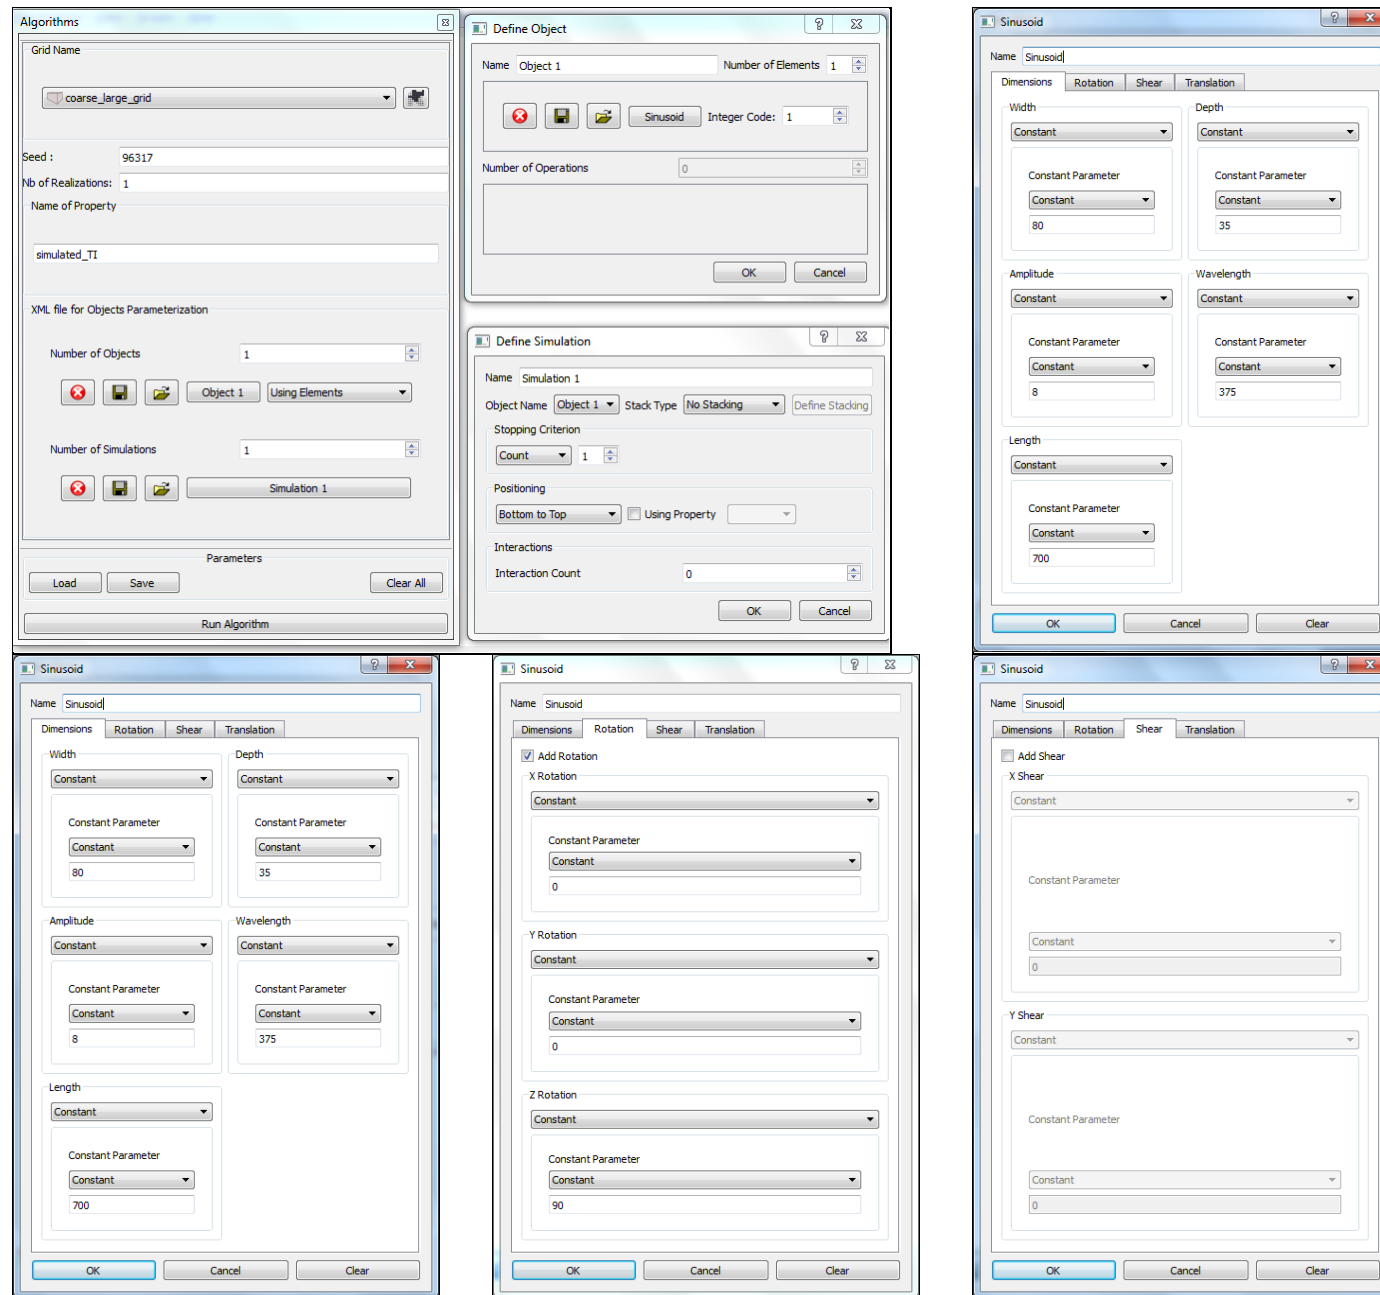 Algorithms
Grid Name
coarse_large_grid
Seed :
96317
Nb of Realizations:
1
Name of Property
simulated_TI
XML file for Objects Parameterization
Number of Objects
1
Object 1
Using Elements
Number of Simulations
1
Simulation 1
Parameters
Load
Save
Clear All
Run Algorithm
Define Object
Name
Object 1
Number of Elements
1
Sinusoid
Integer Code:
1
Number of Operations
0
OK
Cancel
Define Simulation
Name
Simulation 1
Object Name
Object 1
Stack Type
No Stacking
Define Stacking
Stopping Criterion
Count
1
Positioning
Bottom to Top
Using Property
Interactions
Interaction Count
0
OK
Cancel
Sinusoid
Name
Sinusoid
Dimensions
Rotation
Shear
Translation
Width
Constant
Constant Parameter
Constant
80
Depth
Constant
Constant Parameter
Constant
35
Amplitude
Constant
Constant Parameter
Constant
8
Wavelength
Constant
Constant Parameter
Constant
375
Length
Constant
Constant Parameter
Constant
700
OK
Cancel
Clear
Sinusoid
Name
Sinusoid
Dimensions
Rotation
Shear
Translation
Width
Constant
Constant Parameter
Constant
80
Depth
Constant
Constant Parameter
Constant
35
Amplitude
Constant
Constant Parameter
Constant
8
Wavelength
Constant
Constant Parameter
Constant
375
Length
Constant
Constant Parameter
Constant
700
OK
Cancel
Clear
Sinusoid
Name
Sinusoid
Dimensions
Rotation
Shear
Translation
Add Rotation
X Rotation
Constant
Constant Parameter
Constant
0
Y Rotation
Constant
Constant Parameter
Constant
0
Z Rotation
Constant
Constant Parameter
Constant
90
OK
Cancel
Clear
Sinusoid
Name
Sinusoid
Dimensions
Rotation
Shear
Translation
Add Shear
X Shear
Constant
Constant Parameter
Constant
0
Y Shear
Constant
Constant Parameter
Constant
0
OK
Cancel
Clear